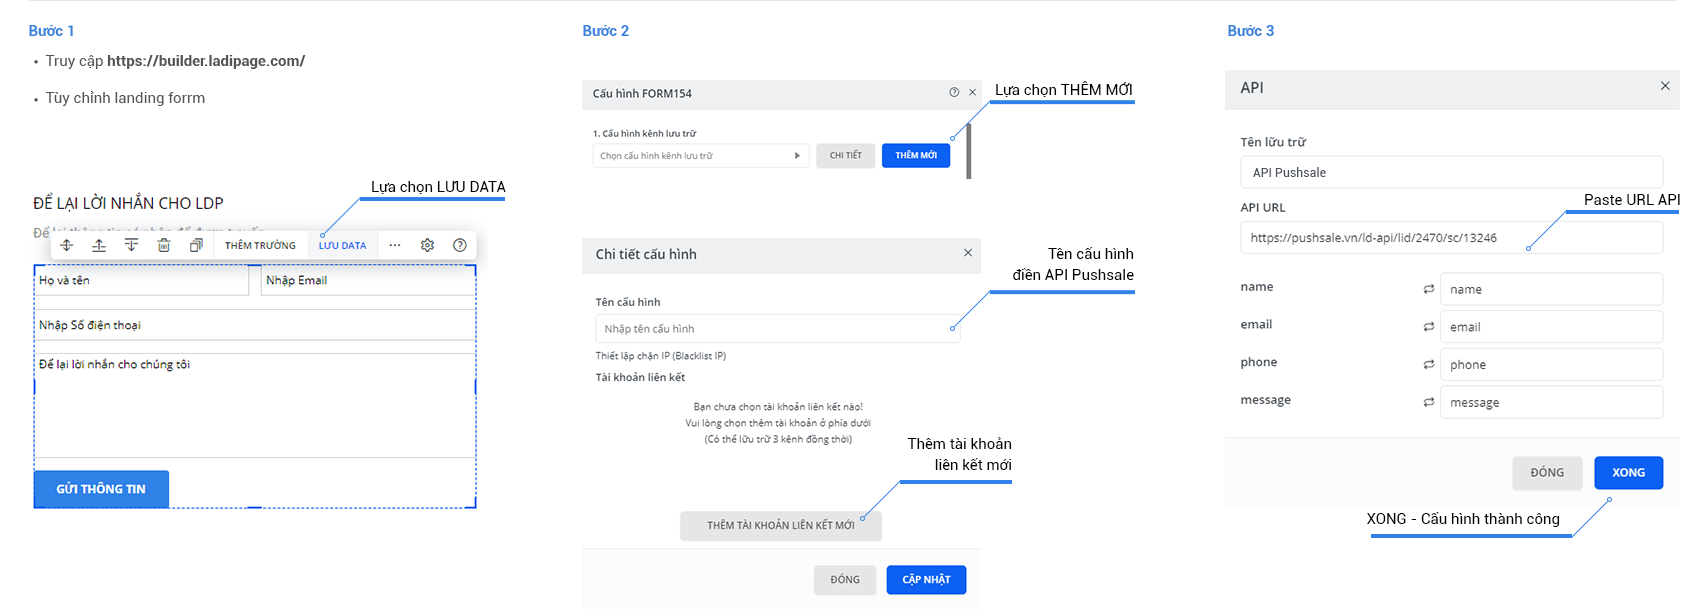 Bước 1
• Truy cập https://builder.ladipage.com/
• Tùy chỉnh landing forrm
Lựa chọn LƯU DATA
ĐỂ LẠI LỜI NHẮN CHO LDP
THÊM TRƯỜNG
LƯU DATA
Họ và tên
Nhập Email
Nhập Số điện thoại
Để lại lời nhắn cho chúng tôi
GỬI THÔNG TIN
Bước 2
Cấu hình FORM154
Lựa chọn THÊM MỚI
1. Cấu hình kênh lưu trữ
Chọn cấu hình kênh lưu trữ
CHI TIẾT
THÊM MỚI
Chi tiết cấu hình
Tên cấu hình
điền API Pushsale
Tên cấu hình
Nhập tên cấu hình
Thiết lập chặn IP (Blacklist IP)
Tài khoản liên kết
Bạn chưa chọn tài khoản liên kết nào!
Vui lòng chọn thêm tài khoản ở phía dưới
(Có thể lữu trữ 3 kênh đồng thời)
Thêm tài khoản
liên kết mới
THÊM TÀI KHOẢN LIÊN KẾT MỚI
ĐÓNG
CẬP NHẬT
Bước 3
API
Tên lữu trữ
API Pushsale
Paste URL API
API URL
https://pushsale.vn/ld-api/lid/2470/sc/13246
name
name
email
email
phone
phone
message
message
ĐÓNG
XONG
XONG - Cấu hình thành công